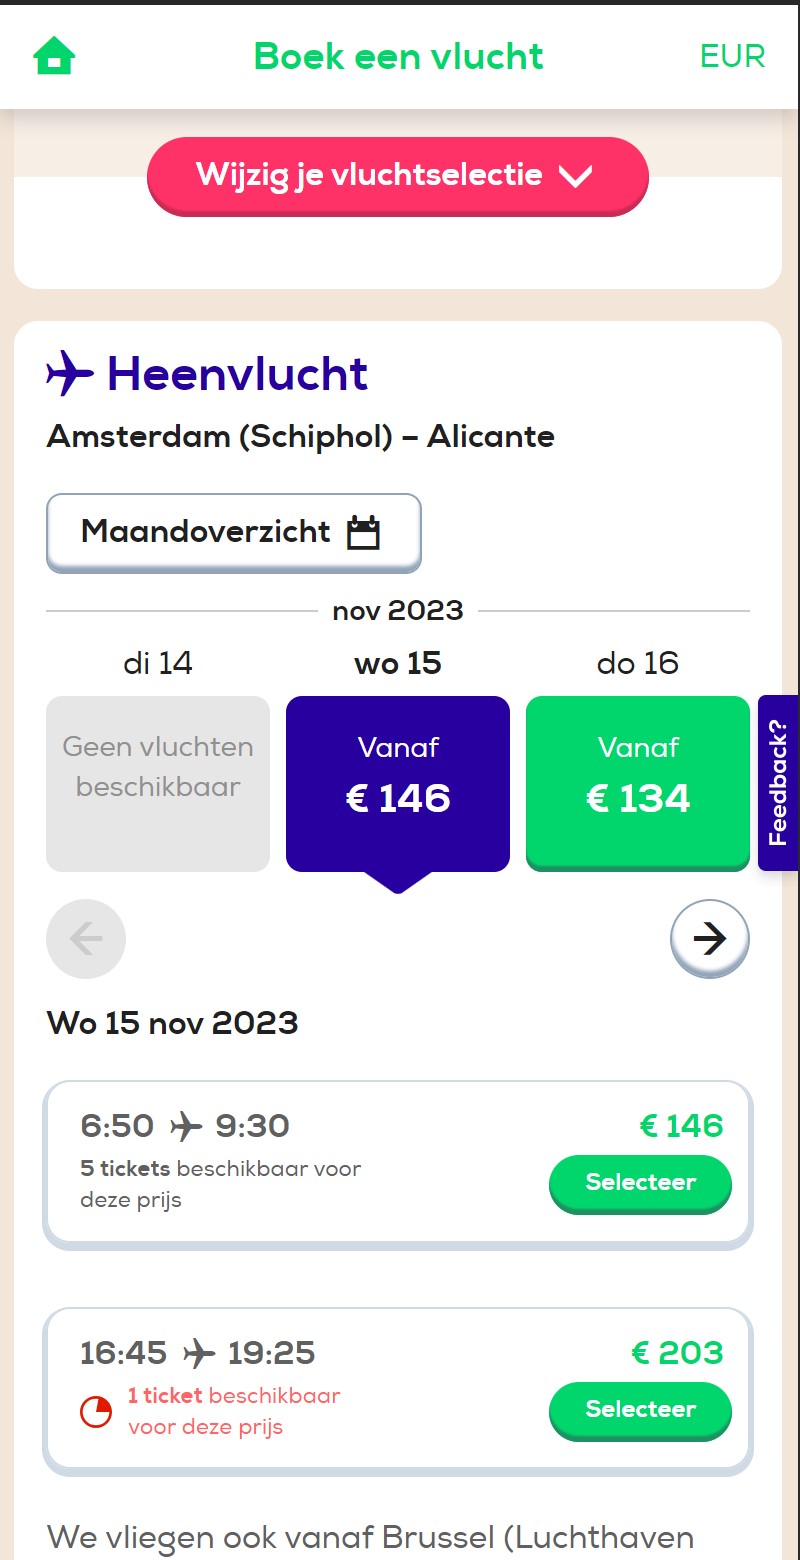 Boek een vlucht
EUR
Wijzig je vluchtselectie
Heenvlucht
Amsterdam (Schiphol) – Alicante
Maandoverzicht
nov 2023
di 14
wo 15
do 16
Geen vluchten
beschikbaar
Vanaf
€ 146
Vanaf
€ 134
Feedback?
Wo 15 nov 2023
6:50 9:30
€ 146
5 tickets beschikbaar voor
deze prijs
Selecteer
16:45 19:25
€ 203
1 ticket beschikbaar
voor deze prijs
Selecteer
We vliegen ook vanaf Brussel (Luchthaven